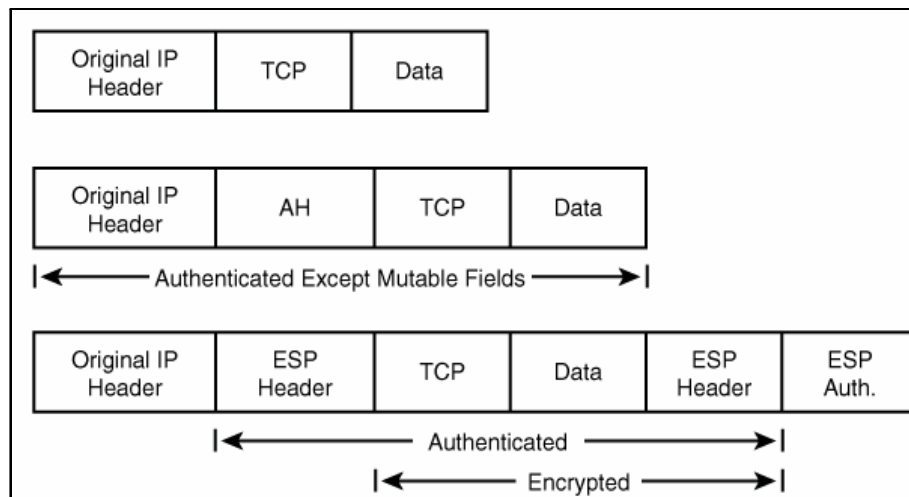 Original IP TCP Data
Header
Original IP AH TCP Data
Header
Authenticated Except Mutable Fields
Original IP ESP TCP Data ESP ESP
Header Header Header Auth.
Authenticated
Encrypted